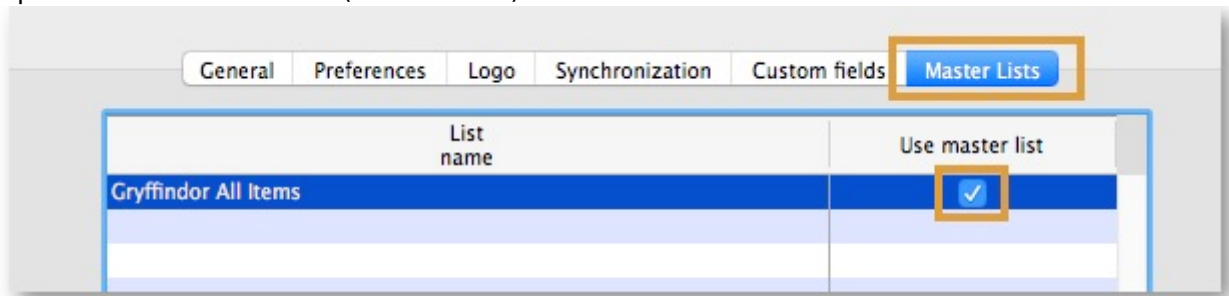 General Preferences Logo Synchronization Custom fields Master Lists
List name Use master list
Gryffindor All Items